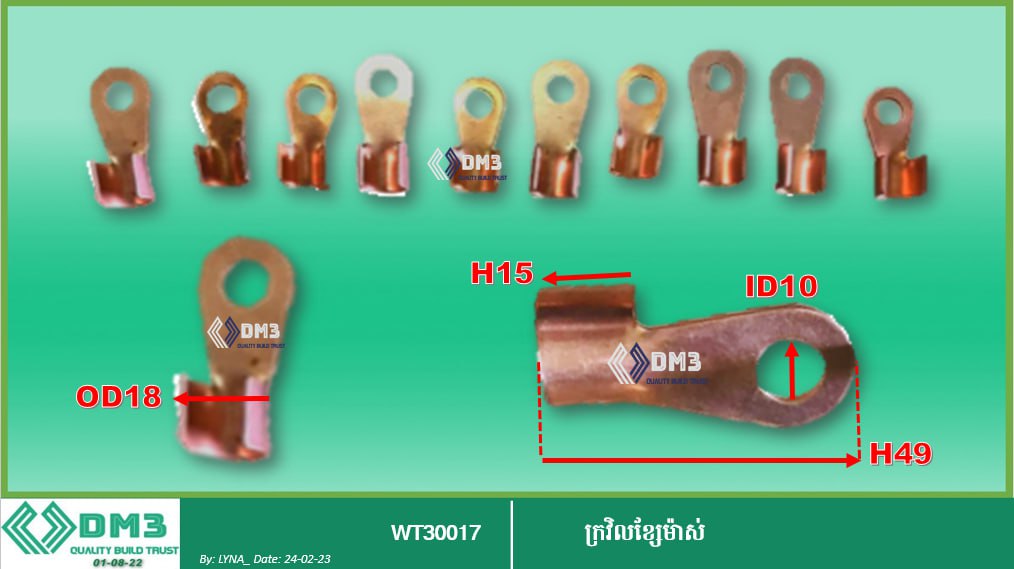 DM3
QUALITY BUILD TRUST
H15
ID10
DM3
QUALITY BUILD TRUST
DM3
QUALITY BUILD TRUST
OD18
H49
DM3
QUALITY BUILD TRUST
01-08-22
WT30017
ក្រវិលខ្សែម៉ាស់
By: LYNA_ Date: 24-02-23